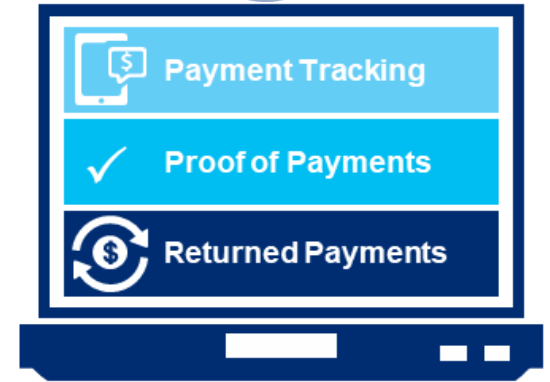 $ Payment Tracking
Proof of Payments
$ Returned Payments